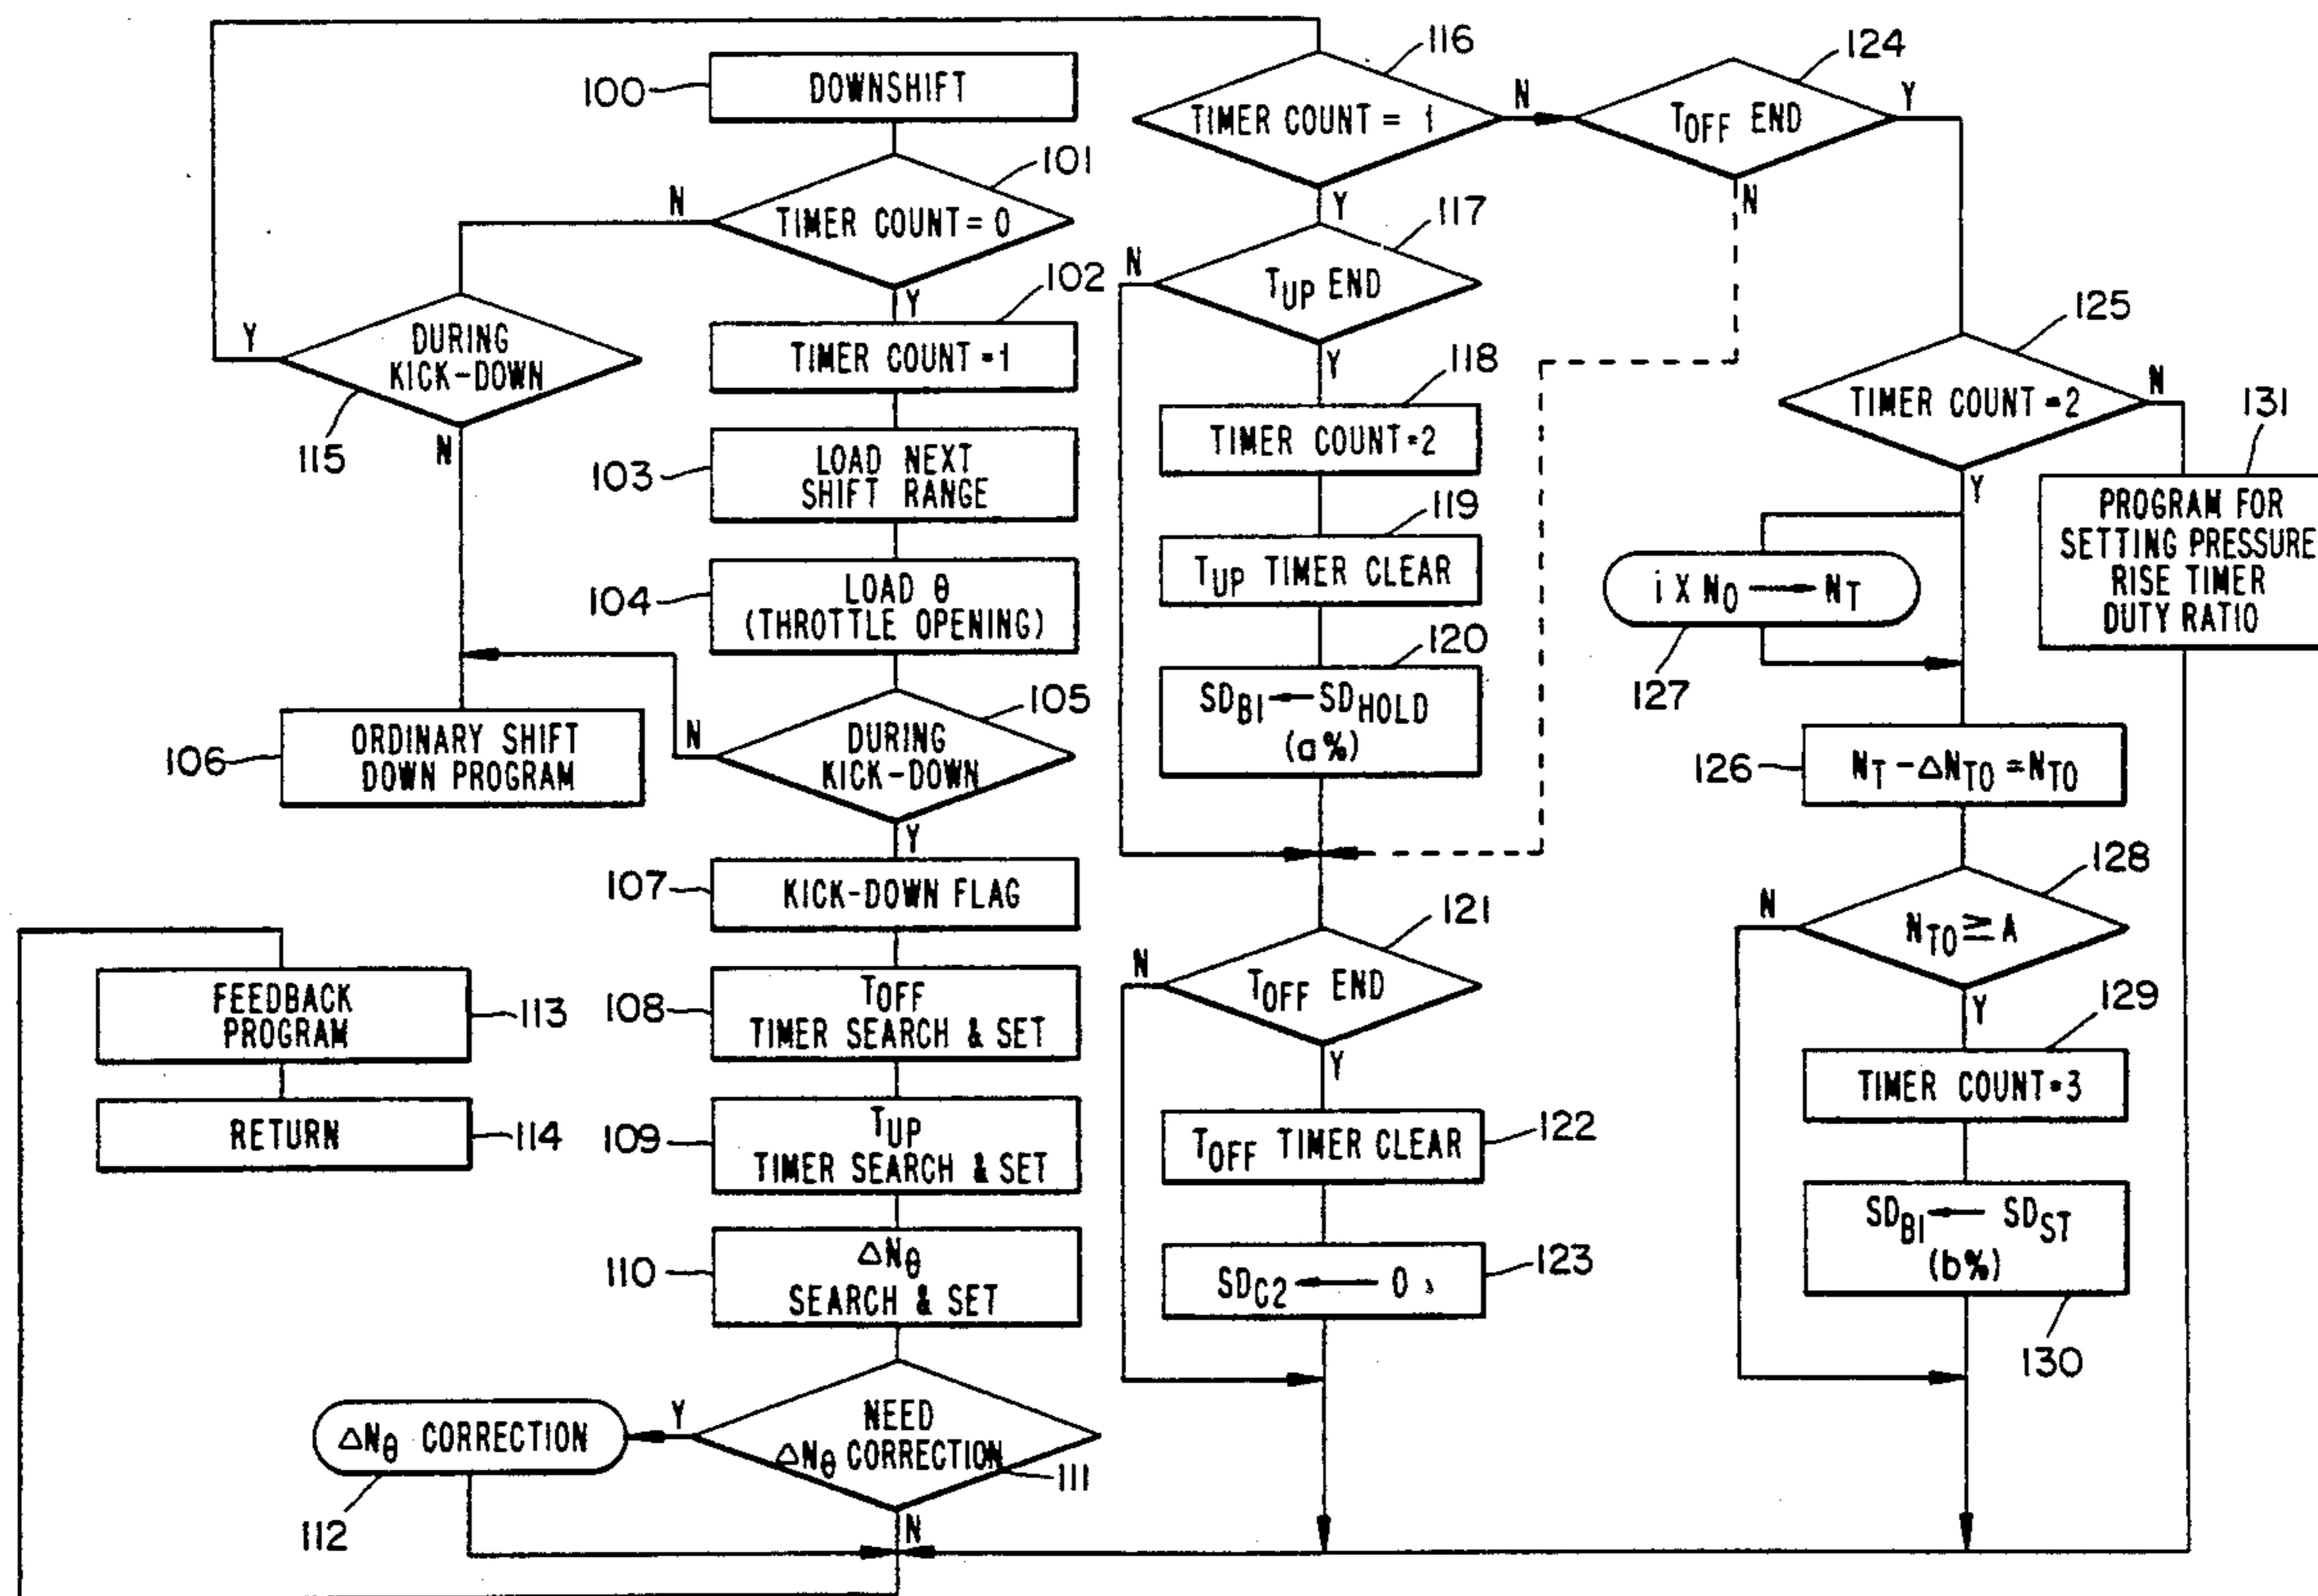 100
DOWNSHIFT
101
TIMER COUNT = 0
N
Y
102
TIMER COUNT = 1
103
LOAD NEXT
SHIFT RANGE
104
LOAD θ
(THROTTLE OPENING)
105
DURING
KICK-DOWN
N
Y
115
DURING
KICK-DOWN
Y
N
106
ORDINARY SHIFT
DOWN PROGRAM
107
KICK-DOWN FLAG
108
TOFF
TIMER SEARCH & SET
109
TUP
TIMER SEARCH & SET
110
ΔNθ
SEARCH & SET
111
NEED
ΔNθ CORRECTION
Y
N
112
ΔNθ CORRECTION
113
FEEDBACK
PROGRAM
114
RETURN
116
TIMER COUNT = 1
N
Y
117
TUP END
N
Y
118
TIMER COUNT = 2
119
TUP TIMER CLEAR
120
SDB1 ← SDHOLD
(a%)
121
TOFF END
N
Y
122
TOFF TIMER CLEAR
123
SDC2 ← 0
124
TOFF END
Y
N
125
TIMER COUNT = 2
N
Y
131
PROGRAM FOR
SETTING PRESSURE
RISE TIMER
DUTY RATIO
127
i X NO → NT
126
NT - ΔNTO = NTO
128
NTO ≧ A
N
Y
129
TIMER COUNT = 3
130
SDB1 ← SDST
(b%)